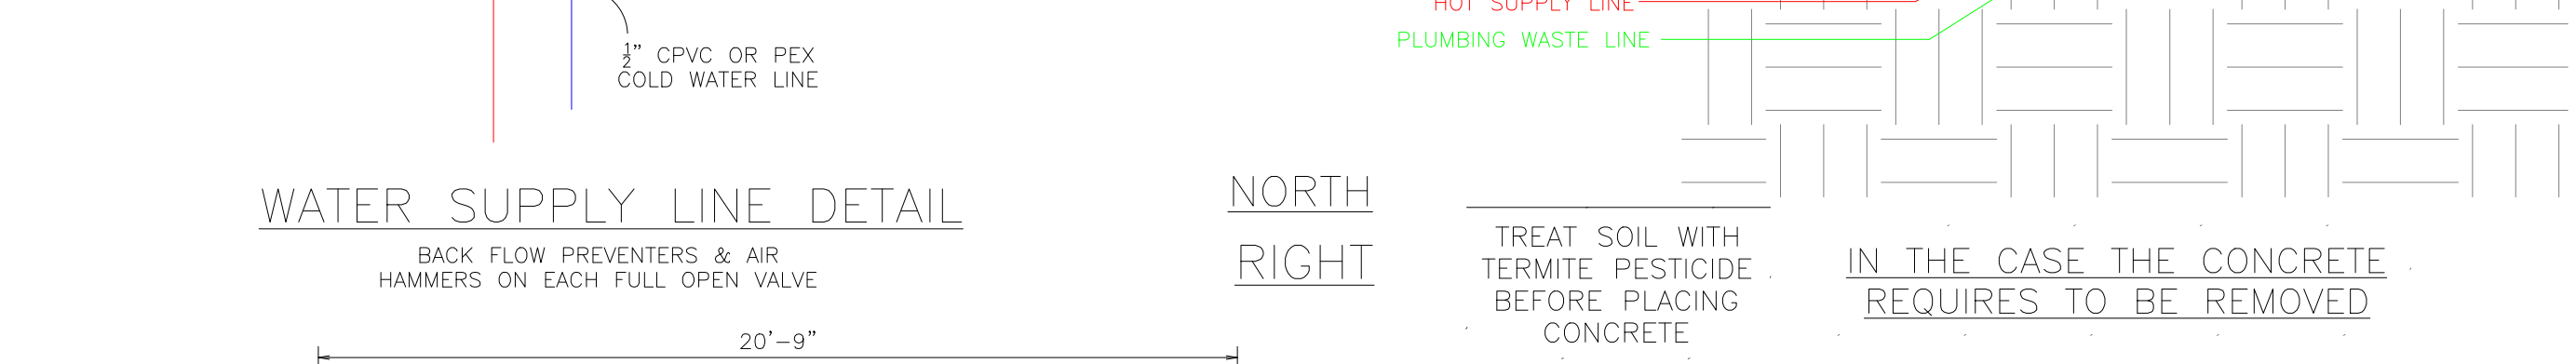 HOT SUPPLY LINE
PLUMBING WASTE LINE
½” CPVC OR PEX
COLD WATER LINE
WATER SUPPLY LINE DETAIL
BACK FLOW PREVENTERS & AIR
HAMMERS ON EACH FULL OPEN VALVE
20'-9"
NORTH
RIGHT
TREAT SOIL WITH
TERMITE PESTICIDE
BEFORE PLACING
CONCRETE
IN THE CASE THE CONCRETE
REQUIRES TO BE REMOVED